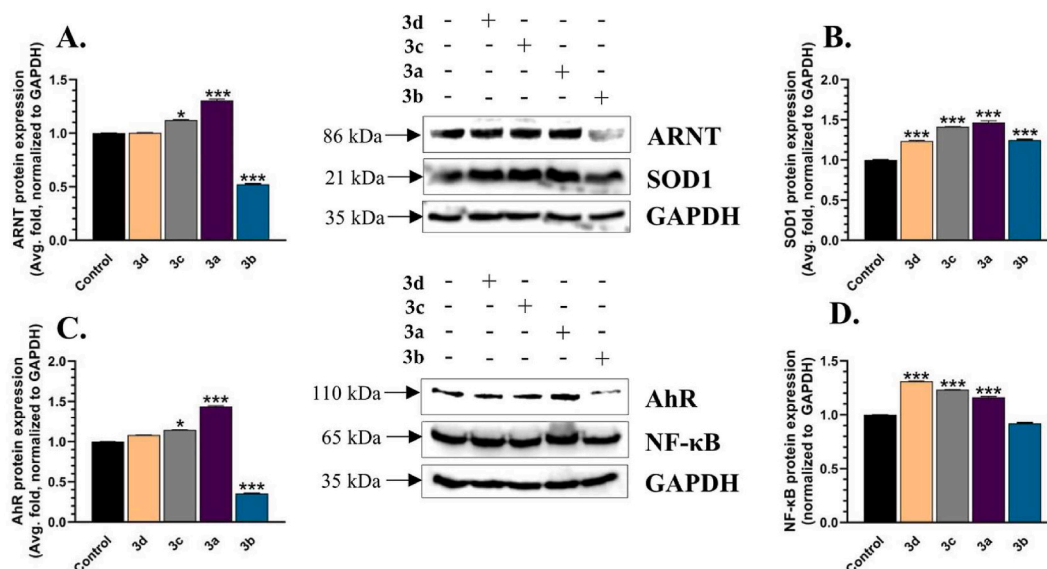 A.
ARNT protein expression
(Avg. fold, normalized to GAPDH)
1.5
1.0
0.5
0.0
*
***
***
Control
3d
3c
3a
3b
3d - + - - -
3c - - + - -
3a - - - + -
3b - - - - +
86 kDa ARNT
21 kDa SOD1
35 kDa GAPDH
B.
SOD1 protein expression
(Avg. fold, normalized to GAPDH)
2.0
1.5
1.0
0.5
0.0
***
***
***
***
Control
3d
3c
3a
3b
C.
AhR protein expression
(Avg. fold, normalized to GAPDH)
2.0
1.5
1.0
0.5
0.0
*
***
***
Control
3d
3c
3a
3b
3d - + - - -
3c - - + - -
3a - - - + -
3b - - - - +
110 kDa AhR
65 kDa NF-κB
35 kDa GAPDH
D.
NF-κB protein expression
(normalized to GAPDH)
1.5
1.0
0.5
0.0
***
***
***
Control
3d
3c
3a
3b